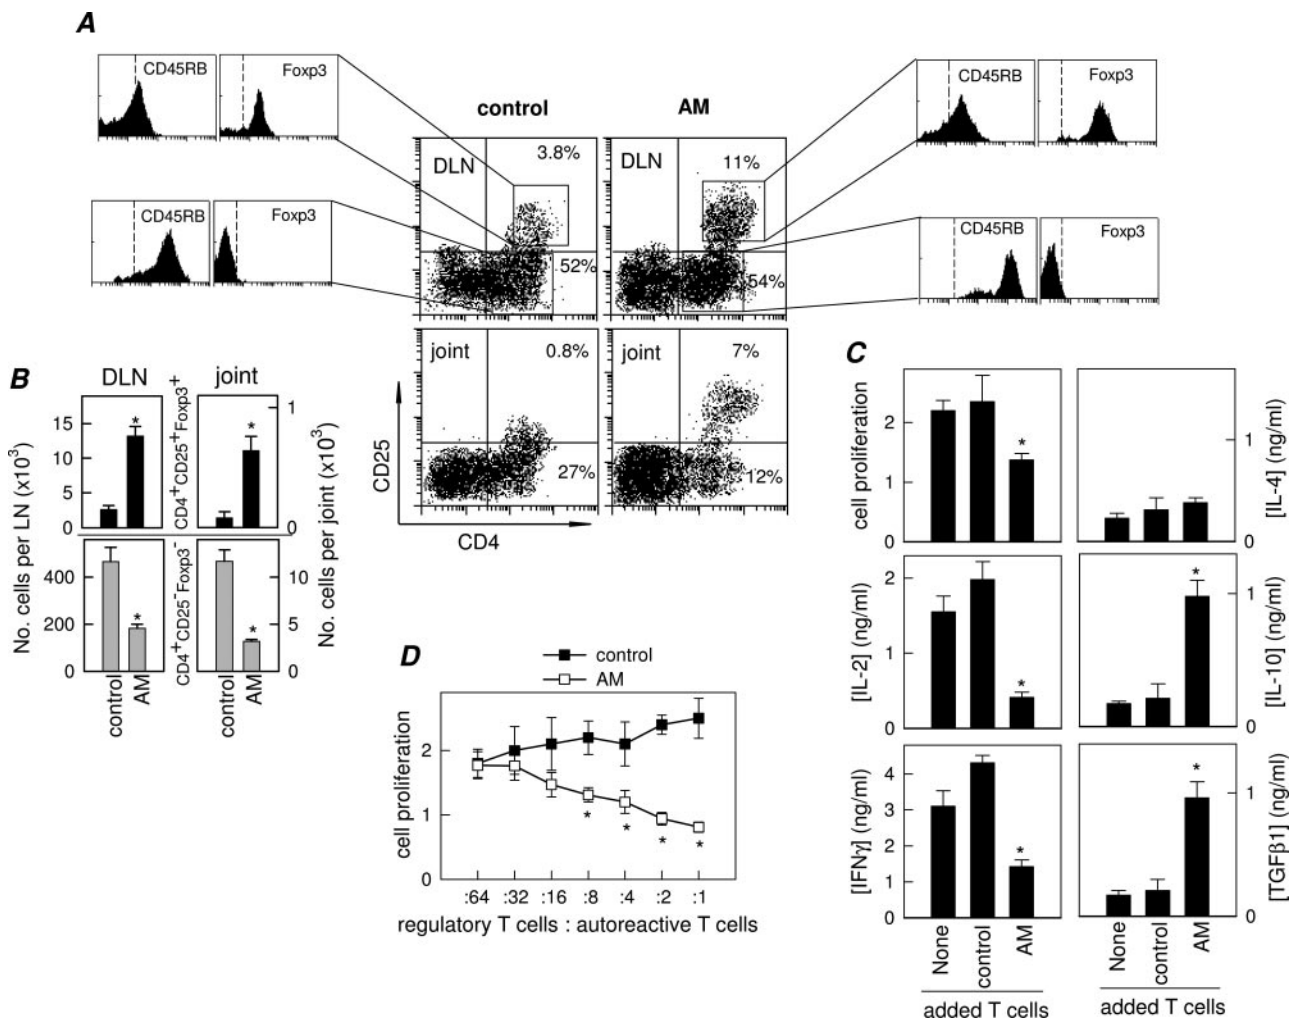 A
CD45RB
Foxp3
control
AM
CD45RB
Foxp3
DLN
3.8%
DLN
11%
CD45RB
Foxp3
52%
54%
CD45RB
Foxp3
joint
0.8%
joint
7%
27%
12%
CD25
CD4
B
DLN
joint
No. cells per LN (x10³)
15
10
5
0
*
CD4⁺CD25⁺Foxp3⁺
*
1
0
No. cells per joint (x10³)
400
200
0
*
CD4⁺CD25⁻Foxp3⁻
*
10
5
0
control
AM
control
AM
C
cell proliferation
2
1
0
*
1
0
[IL-4] (ng/ml)
[IL-2] (ng/ml)
2
1
0
*
*
1
0
[IL-10] (ng/ml)
[IFNγ] (ng/ml)
4
3
2
1
0
*
*
1
0
[TGFβ1] (ng/ml)
None
control
AM
None
control
AM
added T cells
added T cells
D
control
AM
cell proliferation
2
1
0
* * * *
:64 :32 :16 :8 :4 :2 :1
regulatory T cells : autoreactive T cells